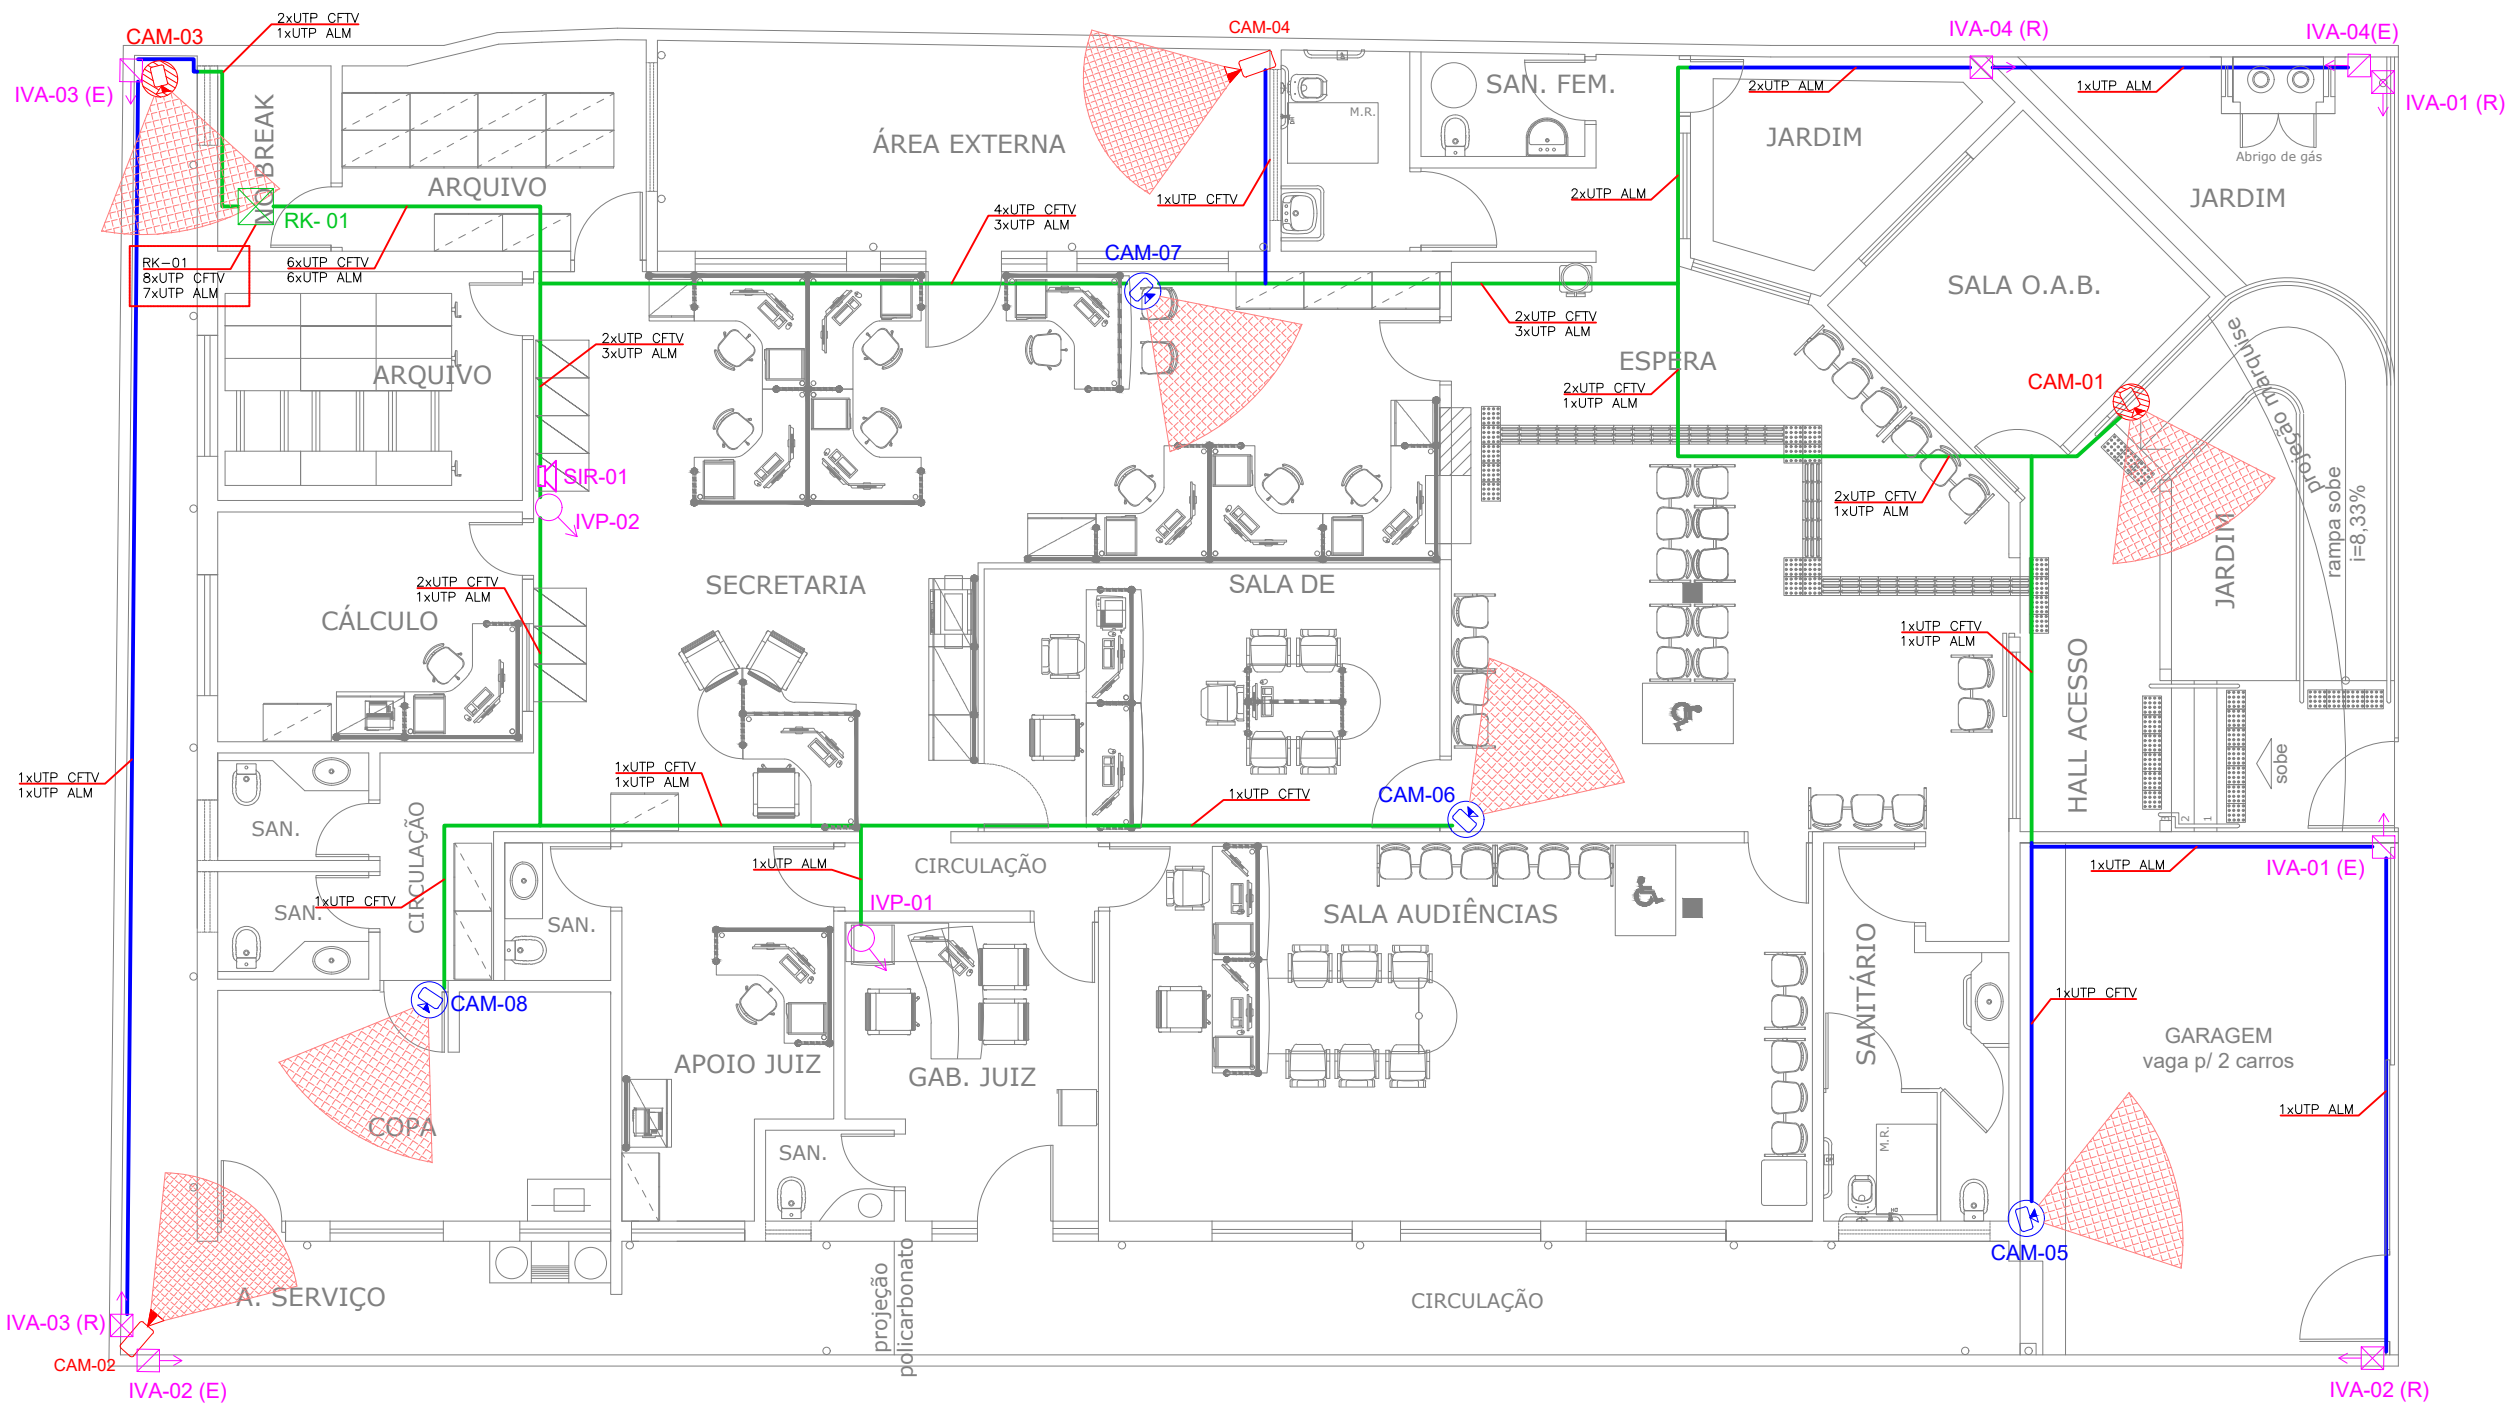 2xUTP CFTV
1xUTP ALM
CAM-03
IVA-03 (E)
NO BREAK
ARQUIVO
RK- 01
RK-01
8xUTP CFTV
7xUTP ALM
6xUTP CFTV
6xUTP ALM
ÁREA EXTERNA
CAM-04
1xUTP CFTV
4xUTP CFTV
3xUTP ALM
CAM-07
M.R.
SAN. FEM.
IVA-04 (R)
IVA-04(E)
IVA-01 (R)
2xUTP ALM
1xUTP ALM
JARDIM
Abrigo de gás
JARDIM
2xUTP ALM
SALA O.A.B.
2xUTP CFTV
3xUTP ALM
ESPERA
2xUTP CFTV
1xUTP ALM
CAM-01
projeção marquise
rampa sobe
i=8,33%
JARDIM
2xUTP CFTV
1xUTP ALM
2xUTP CFTV
3xUTP ALM
ARQUIVO
SIR-01
IVP-02
2xUTP CFTV
1xUTP ALM
CÁLCULO
SECRETARIA
SALA DE
1xUTP CFTV
1xUTP ALM
HALL ACESSO
sobe
2
1
1xUTP CFTV
1xUTP ALM
1xUTP CFTV
1xUTP ALM
1xUTP CFTV
CAM-06
SAN.
CIRCULAÇÃO
SAN.
1xUTP CFTV
SAN.
1xUTP ALM
CIRCULAÇÃO
IVP-01
SALA AUDIÊNCIAS
SANITÁRIO
1xUTP ALM
IVA-01 (E)
CAM-08
1xUTP CFTV
GARAGEM
vaga p/ 2 carros
APOIO JUIZ
GAB. JUIZ
COPA
SAN.
M.R.
1xUTP ALM
CAM-05
A. SERVIÇO
projeção
policarbonato
CIRCULAÇÃO
IVA-03 (R)
CAM-02
IVA-02 (E)
IVA-02 (R)